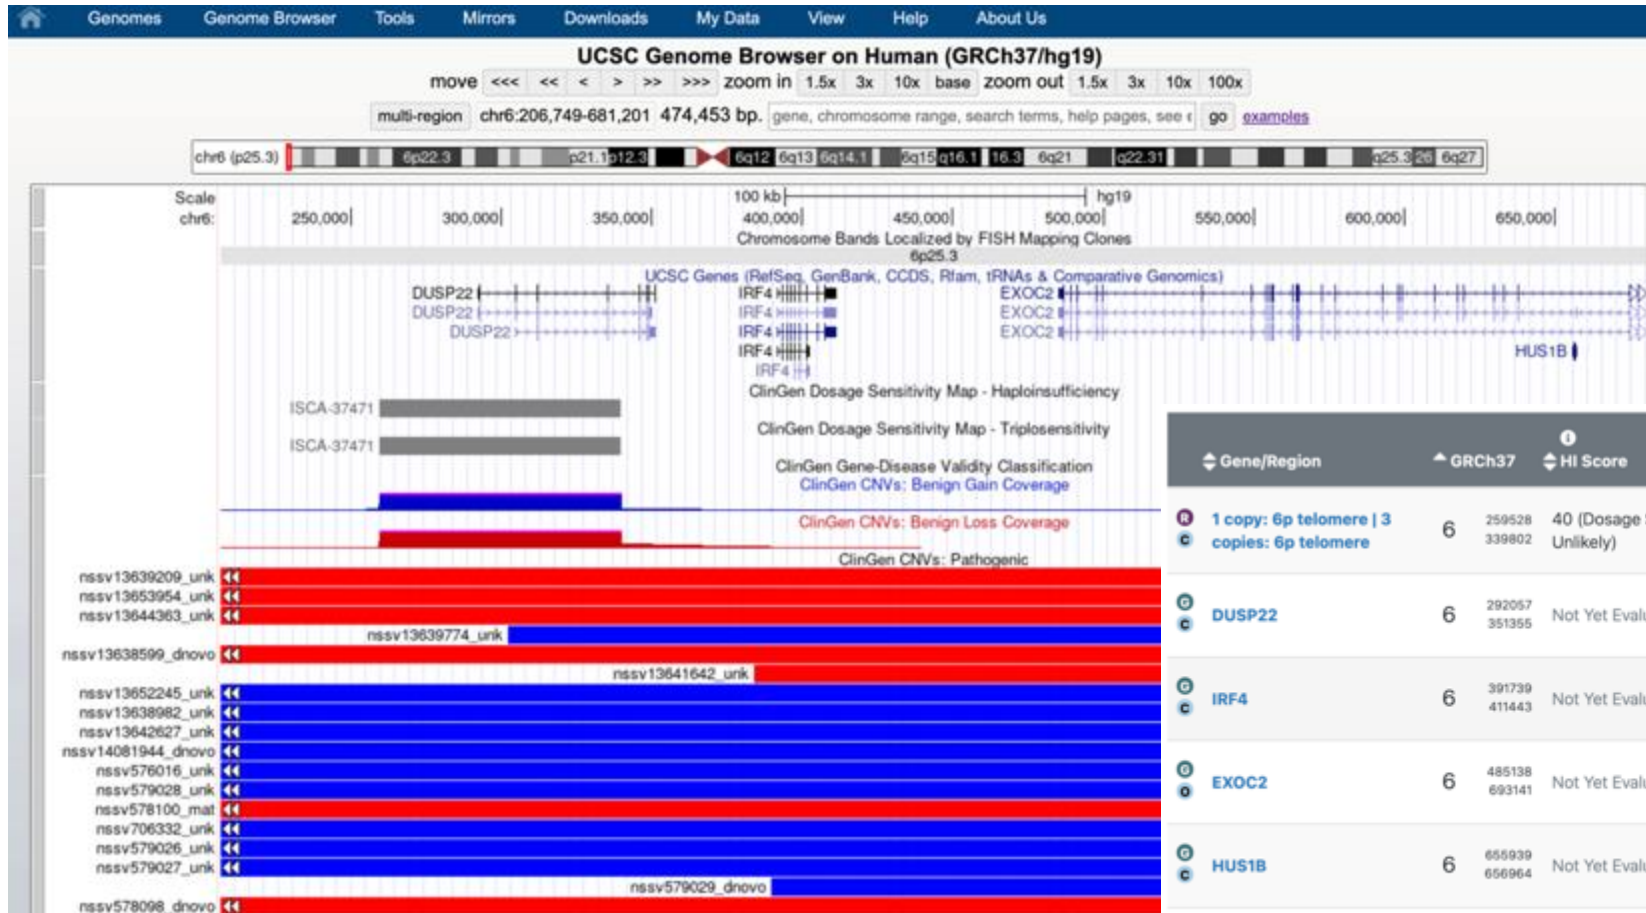 Genomes Genome Browser Tools Mirrors Downloads My Data View Help About Us
UCSC Genome Browser on Human (GRCh37/hg19)
move <<< << < > >> >>> zoom in 1.5x 3x 10x base zoom out 1.5x 3x 10x 100x
multi-region chr6:206,749-681,201 474,453 bp. gene, chromosome range, search terms, help pages, see go examples
chr6 (p25.3) 6p22.3 p21.1 p12.3 6q12 6q13 6q14.1 6q15 q16.1 16.3 6q21 q22.31 q25.3 26 6q27
Scale 100 kb hg19
chr6: 250,000 300,000 350,000 400,000 450,000 500,000 550,000 600,000 650,000
Chromosome Bands Localized by FISH Mapping Clones
6p25.3
UCSC Genes (RefSeq, GenBank, CCDS, Rfam, tRNAs & Comparative Genomics)
DUSP22 IRF4 EXOC2
DUSP22 IRF4 EXOC2
DUSP22 IRF4 EXOC2
IRF4 HUS1B
IRF4
ClinGen Dosage Sensitivity Map - Haploinsufficiency
ISCA-37471
ClinGen Dosage Sensitivity Map - Triplosensitivity
ISCA-37471
ClinGen Gene-Disease Validity Classification
ClinGen CNVs: Benign Gain Coverage
ClinGen CNVs: Benign Loss Coverage
ClinGen CNVs: Pathogenic
nssv13639209_unk
nssv13653954_unk
nssv13644363_unk
nssv13639774_unk
nssv13638599_dnovo
nssv13641642_unk
nssv13652245_unk
nssv13638982_unk
nssv13642627_unk
nssv14081944_dnovo
nssv576016_unk
nssv579028_unk
nssv578100_mat
nssv706332_unk
nssv579026_unk
nssv579027_unk
nssv579029_dnovo
nssv578098_dnovo
Gene/Region GRCh37 HI Score
R 1 copy: 6p telomere | 3 6 259528 40 (Dosage
C copies: 6p telomere 339802 Unlikely)
G DUSP22 6 292057 Not Yet Evalu
C 351355
G IRF4 6 391739 Not Yet Evalu
C 411443
G EXOC2 6 485138 Not Yet Evalu
693141
G HUS1B 6 655939 Not Yet Evalu
C 656964